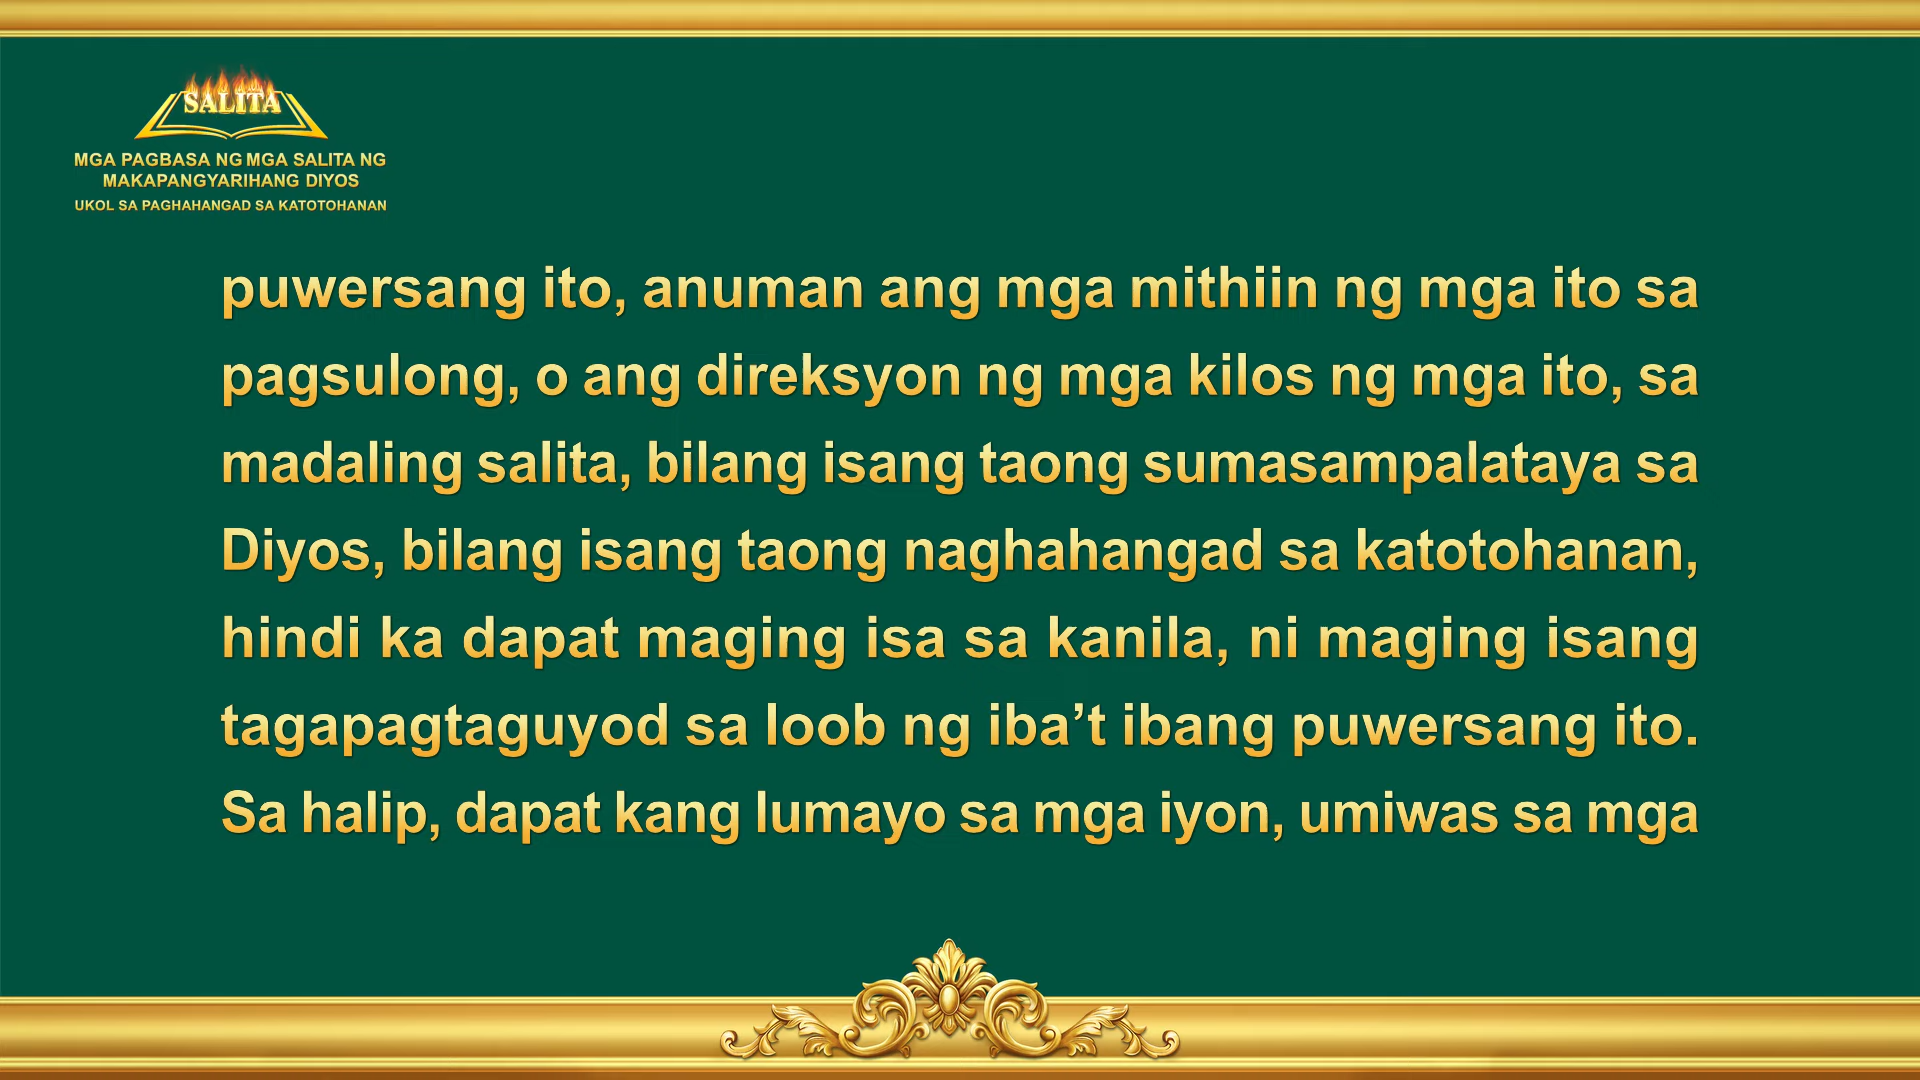 SALITA
MGA PAGBASA NG MGA SALITA NG
MAKAPANGYARIHANG DIYOS
UKOL SA PAGHAHANGAD SA KATOTOHANAN
puwersang ito, anuman ang mga mithiin ng mga ito sa
pagsulong, o ang direksyon ng mga kilos ng mga ito, sa
madaling salita, bilang isang taong sumasampalataya sa
Diyos, bilang isang taong naghahangad sa katotohanan,
hindi ka dapat maging isa sa kanila, ni maging isang
tagapagtaguyod sa loob ng iba’t ibang puwersang ito.
Sa halip, dapat kang lumayo sa mga iyon, umiwas sa mga